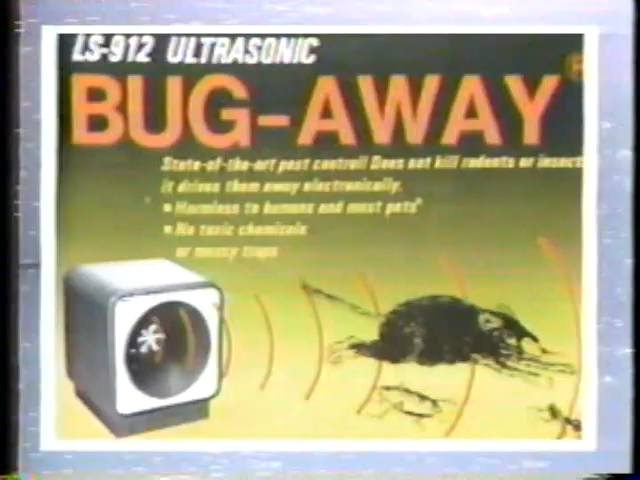 LS-912 ULTRASONIC
BUG-AWAY®
State-of-the-art pest control! Does not kill rodents or insect
it drives them away electronically.
• Harmless to humans and most pets*
• No toxic chemicals
or messy traps